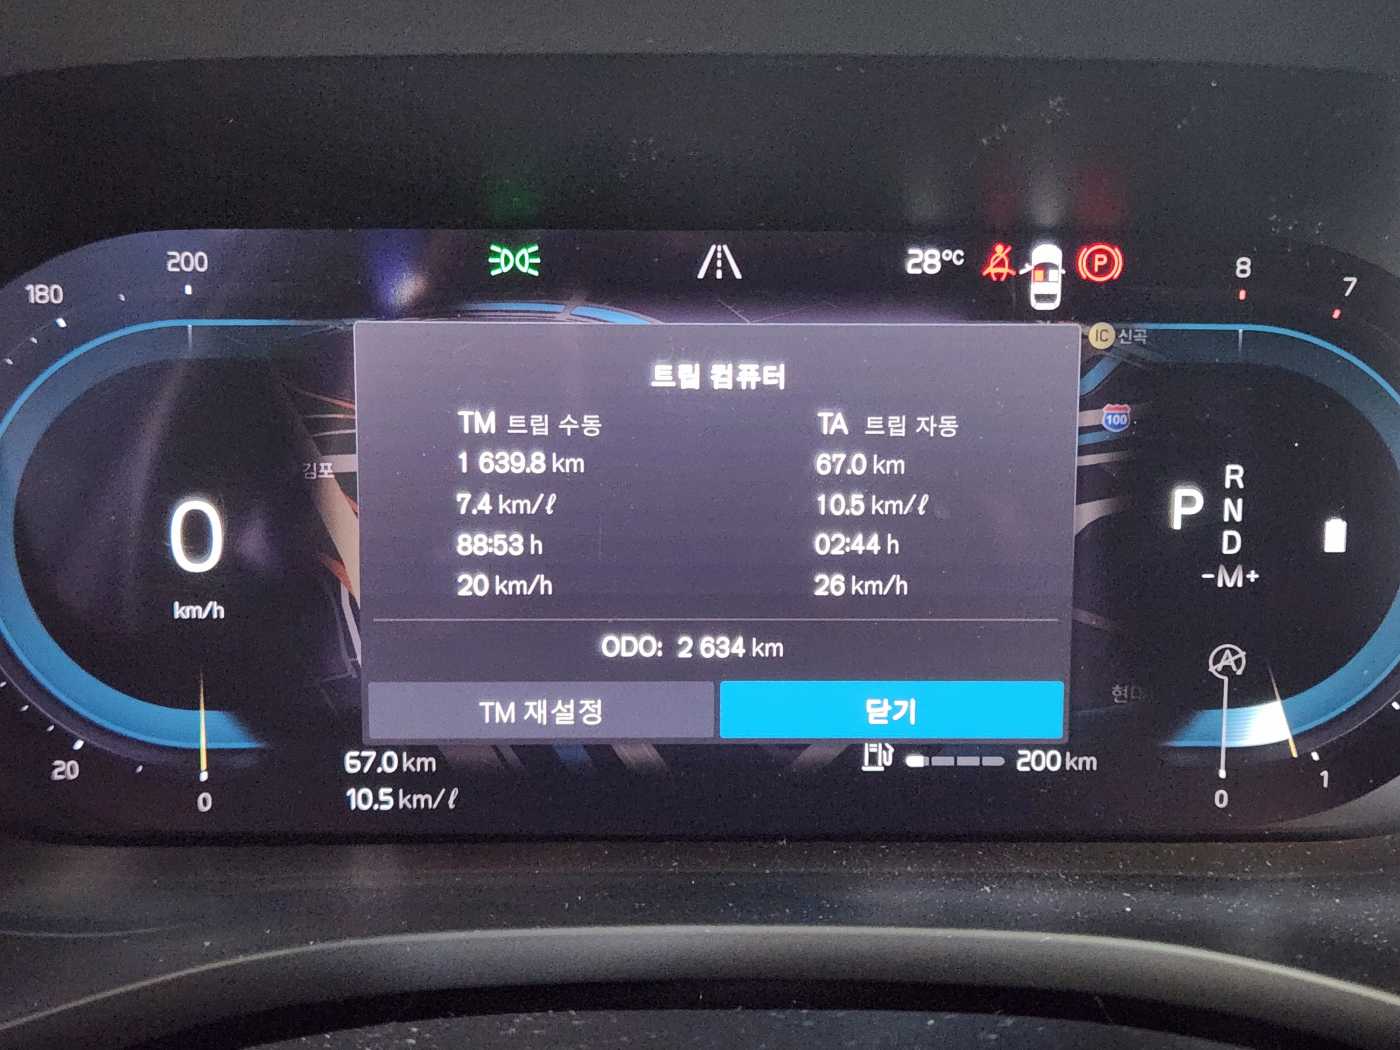 200
180
28°C
8
7
IC 신곡
100
김포
트립 컴퓨터
TM 트립 수동
1 639.8 km
7.4 km/ℓ
88:53 h
20 km/h
TA 트립 자동
67.0 km
10.5 km/ℓ
02:44 h
26 km/h
ODO: 2 634 km
TM 재설정
닫기
0
km/h
P
R
N
D
-M+
A
20
0
67.0 km
10.5 km/ℓ
200 km
0
1